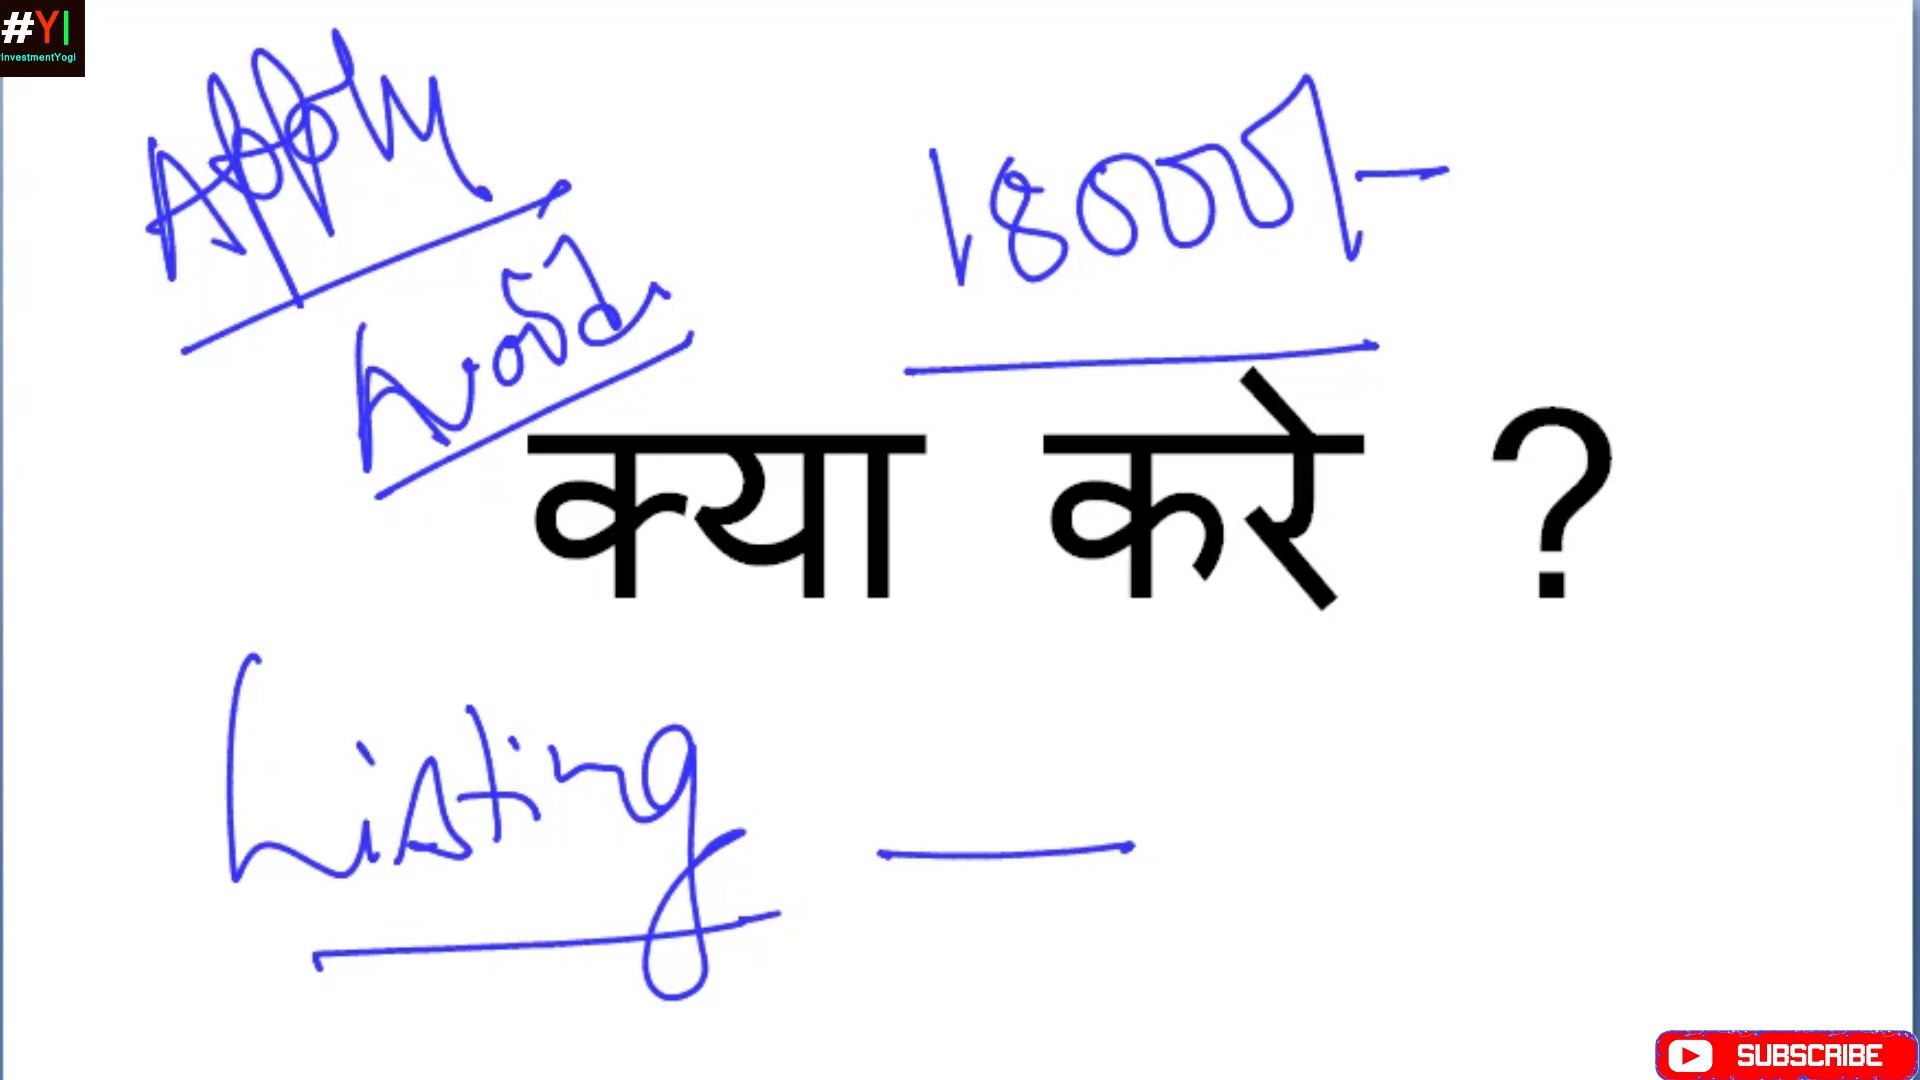 #YI
InvestmentYogi
Apply
Avoid
18000/-
क्या करे ?
Listing
SUBSCRIBE